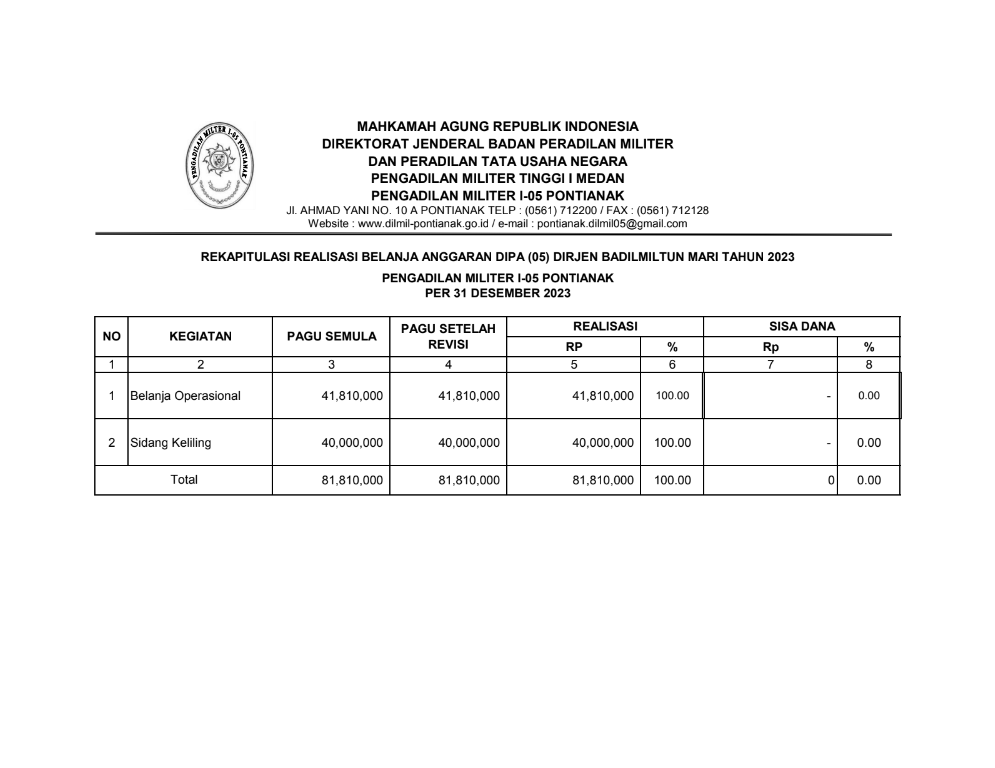 PENGADILAN MILITER I-05 PONTIANAK
MAHKAMAH AGUNG REPUBLIK INDONESIA
DIREKTORAT JENDERAL BADAN PERADILAN MILITER
DAN PERADILAN TATA USAHA NEGARA
PENGADILAN MILITER TINGGI I MEDAN
PENGADILAN MILITER I-05 PONTIANAK
Jl. AHMAD YANI NO. 10 A PONTIANAK TELP : (0561) 712200 / FAX : (0561) 712128
Website : www.dilmil-pontianak.go.id / e-mail : pontianak.dilmil05@gmail.com
REKAPITULASI REALISASI BELANJA ANGGARAN DIPA (05) DIRJEN BADILMILTUN MARI TAHUN 2023
PENGADILAN MILITER I-05 PONTIANAK
PER 31 DESEMBER 2023
NO KEGIATAN PAGU SEMULA PAGU SETELAH REVISI REALISASI SISA DANA
RP % Rp %
1 2 3 4 5 6 7 8
1 Belanja Operasional 41,810,000 41,810,000 41,810,000 100.00 - 0.00
2 Sidang Keliling 40,000,000 40,000,000 40,000,000 100.00 - 0.00
Total 81,810,000 81,810,000 81,810,000 100.00 0 0.00